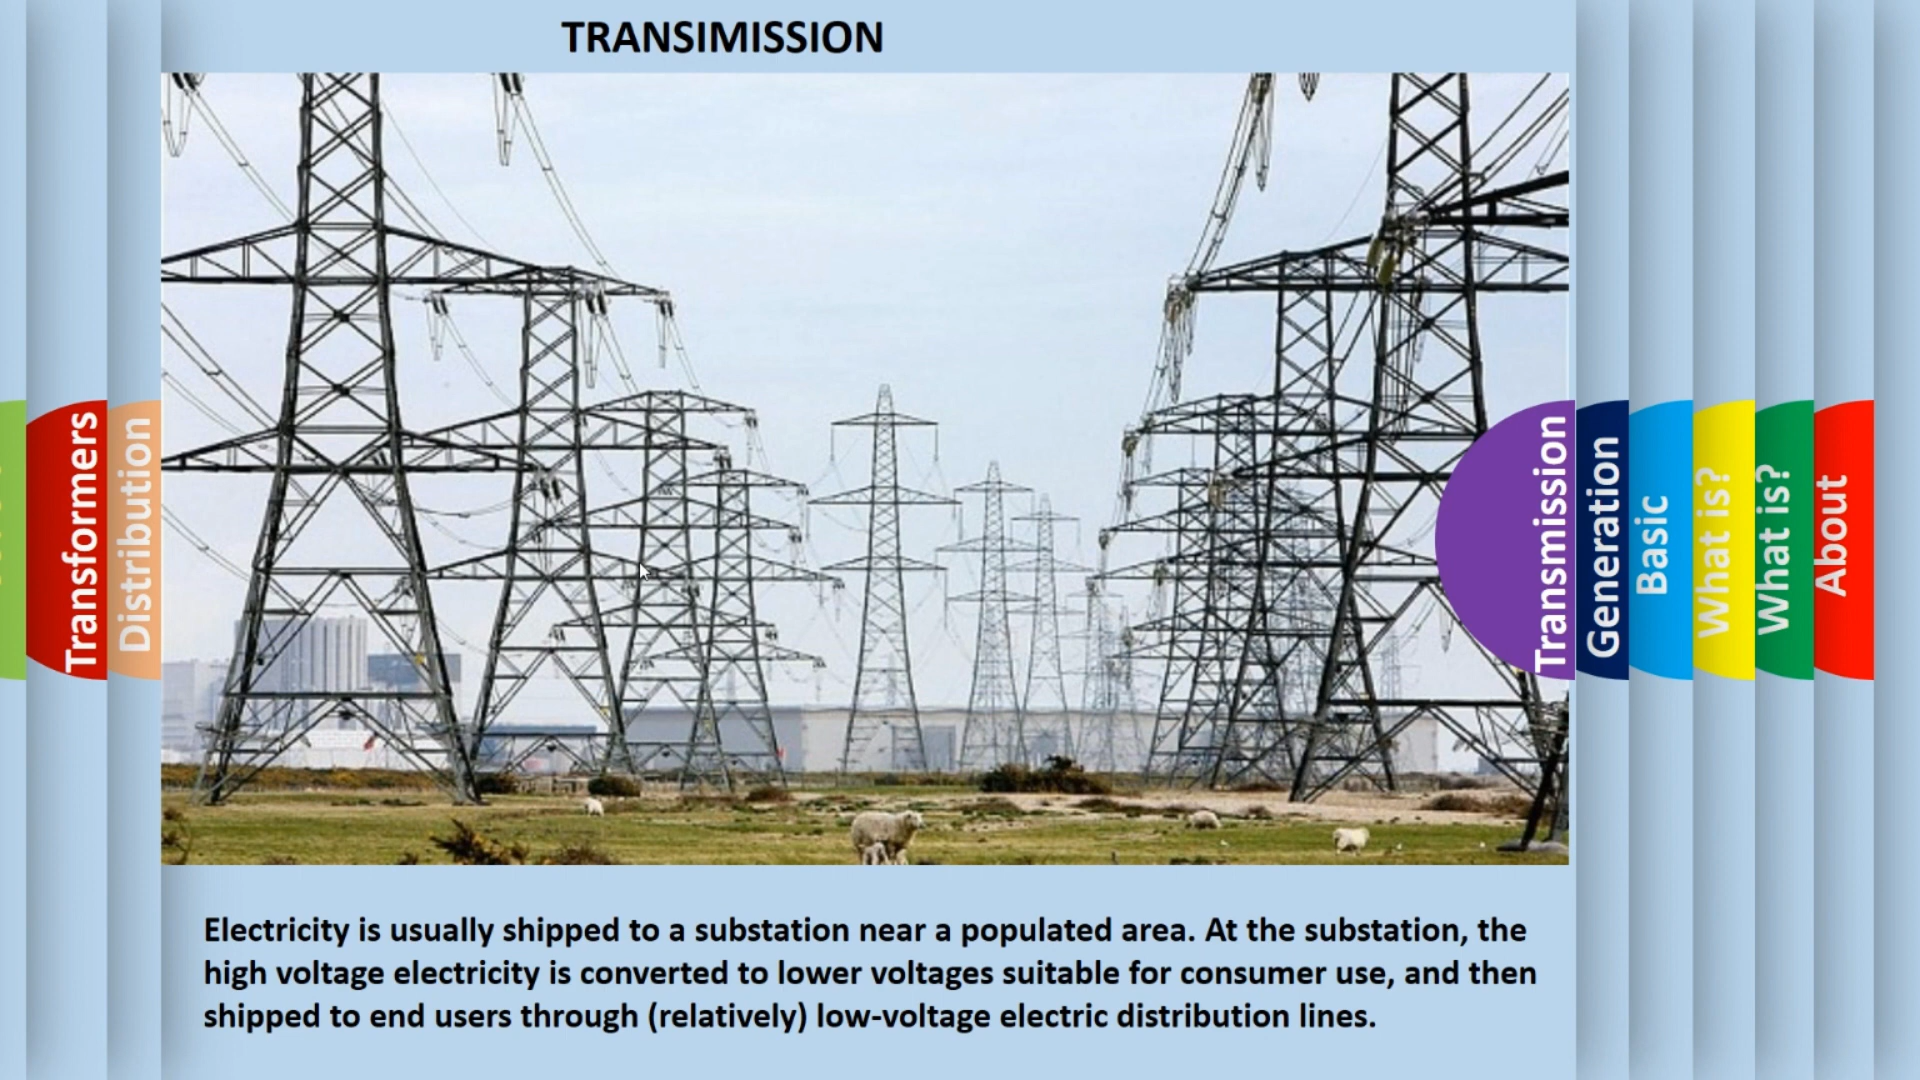 TRANSIMISSION
Transformers
Distribution
Transmission
Generation
Basic
What is?
What is?
About
Electricity is usually shipped to a substation near a populated area. At the substation, the
high voltage electricity is converted to lower voltages suitable for consumer use, and then
shipped to end users through (relatively) low-voltage electric distribution lines.